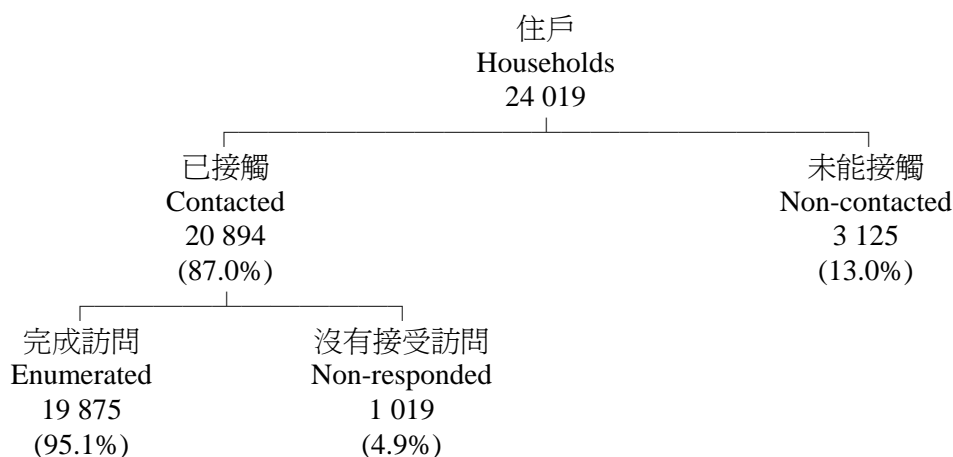 住戶
Households
24 019
已接觸
Contacted
20 894
(87.0%)
未能接觸
Non-contacted
3 125
(13.0%)
完成訪問
Enumerated
19 875
(95.1%)
沒有接受訪問
Non-responded
1 019
(4.9%)